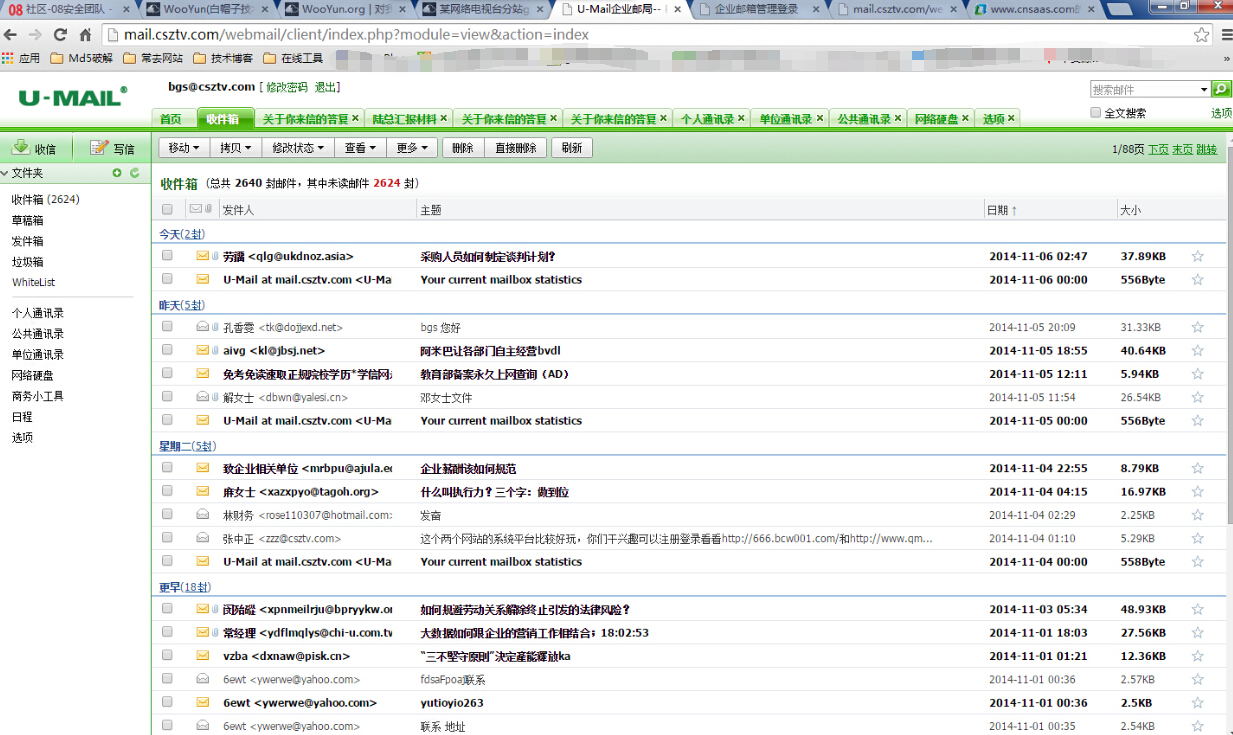 08 社区-08安全团队 - × WooYun(白帽子技术 × WooYun.org | 对抗 × 某网络电视台分站g × U-Mail企业邮局-- | × 企业邮箱管理登录 × mail.csztv.com/we × www.cnsaas.com的 ×
mail.csztv.com/webmail/client/index.php?module=view&action=index
应用 Md5破解 常去网站 技术博客 在线工具
U-MAIL®
bgs@csztv.com [ 修改密码 退出]
搜索邮件
全文搜索 选项
首页 收件箱 关于你来信的答复 × 陆总汇报材料 × 关于你来信的答复 × 关于你来信的答复 × 个人通讯录 × 单位通讯录 × 公共通讯录 × 网络硬盘 × 选项 ×
收信 写信
移动 拷贝 修改状态 查看 更多 删除 直接删除 刷新
1/88页 下页 末页 跳转
文件夹
收件箱 (2624)
草稿箱
发件箱
垃圾箱
WhiteList
个人通讯录
公共通讯录
单位通讯录
网络硬盘
商务小工具
日程
选项
收件箱 (总共 2640 封邮件，其中未读邮件 2624 封)
发件人 主题 日期↑ 大小
今天(2封)
<qlg@ukdnoz.asia> 采购人员如何制定谈判计划? 2014-11-06 02:47 37.89KB
U-Mail at mail.csztv.com <U-Ma Your current mailbox statistics 2014-11-06 00:00 556Byte
昨天(5封)
孔香雯 <tk@dojjexd.net> bgs 您好 2014-11-05 20:09 31.33KB
aivg <kl@jbsj.net> 阿米巴让各部门自主经营bvdl 2014-11-05 18:55 40.64KB
免考免读速取正规院校学历*学信网 教育部备案永久上网查询（AD） 2014-11-05 12:11 5.94KB
解女士 <dbwn@yalesi.cn> 邓女士文件 2014-11-05 11:54 26.54KB
U-Mail at mail.csztv.com <U-Ma Your current mailbox statistics 2014-11-05 00:00 556Byte
星期二(5封)
致企业相关单位 <mrbpu@ajula.ec 企业薪酬该如何规范 2014-11-04 22:55 8.79KB
麻女士 <xazxpyo@tagoh.org> 什么叫执行力? 三个字：做到位 2014-11-04 04:15 16.97KB
林财务 <rose110307@hotmail.com> 发奋 2014-11-04 02:29 2.25KB
张中正 <zzz@csztv.com> 这个两个网站的系统平台比较好玩，你们干兴趣可以注册登录看看http://666.bcw001.com/和http://www.qm... 2014-11-04 01:10 5.29KB
U-Mail at mail.csztv.com <U-Ma Your current mailbox statistics 2014-11-04 00:00 558Byte
更早(18封)
<xpnmeilrju@bpryykw.or 如何规避劳动关系解除终止引发的法律风险? 2014-11-03 05:34 48.93KB
常经理 <ydflmqlys@chi-u.com.tv 大数据如何跟企业的营销工作相结合；18:02:53 2014-11-01 18:03 27.56KB
vzba <dxnaw@pisk.cn> “三不堅守原則”決定產能釋放ka 2014-11-01 01:21 12.36KB
6ewt <ywerwe@yahoo.com> fdsaFpoaj联系 2014-11-01 00:36 2.57KB
6ewt <ywerwe@yahoo.com> yutioyio263 2014-11-01 00:36 2.5KB
6ewt <ywerwe@yahoo.com> 联系 地址 2014-11-01 00:35 2.54KB